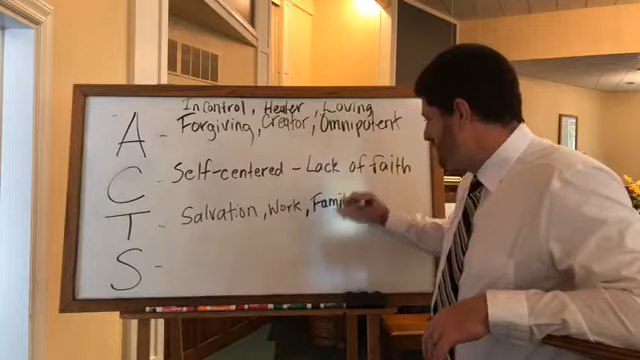 In control, Healer, Loving
A - Forgiving, Creator, Omnipotent
C - Self-centered - Lack of faith
T - Salvation, Work, Famil
S -